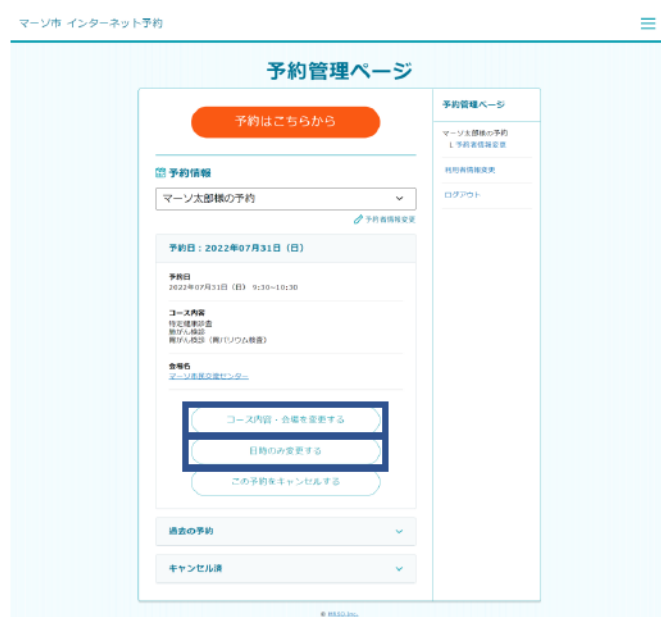 マーソ市 インターネット予約
予約管理ページ
予約はこちらから
予約情報
マーソ太郎様の予約
予約者情報変更
予約日：2022年07月31日（日）
予約日
2022年07月31日（日） 9:30~10:30
コース内容
特定健康診査
肺がん検診
胃がん検診（胃バリウム検査）
会場名
マーソ市民交流センター
コース内容・会場を変更する
日時のみ変更する
この予約をキャンセルする
過去の予約
キャンセル済
予約管理ページ
マーソ太郎様の予約
予約者情報変更
利用者情報変更
ログアウト
© MRSO Inc.